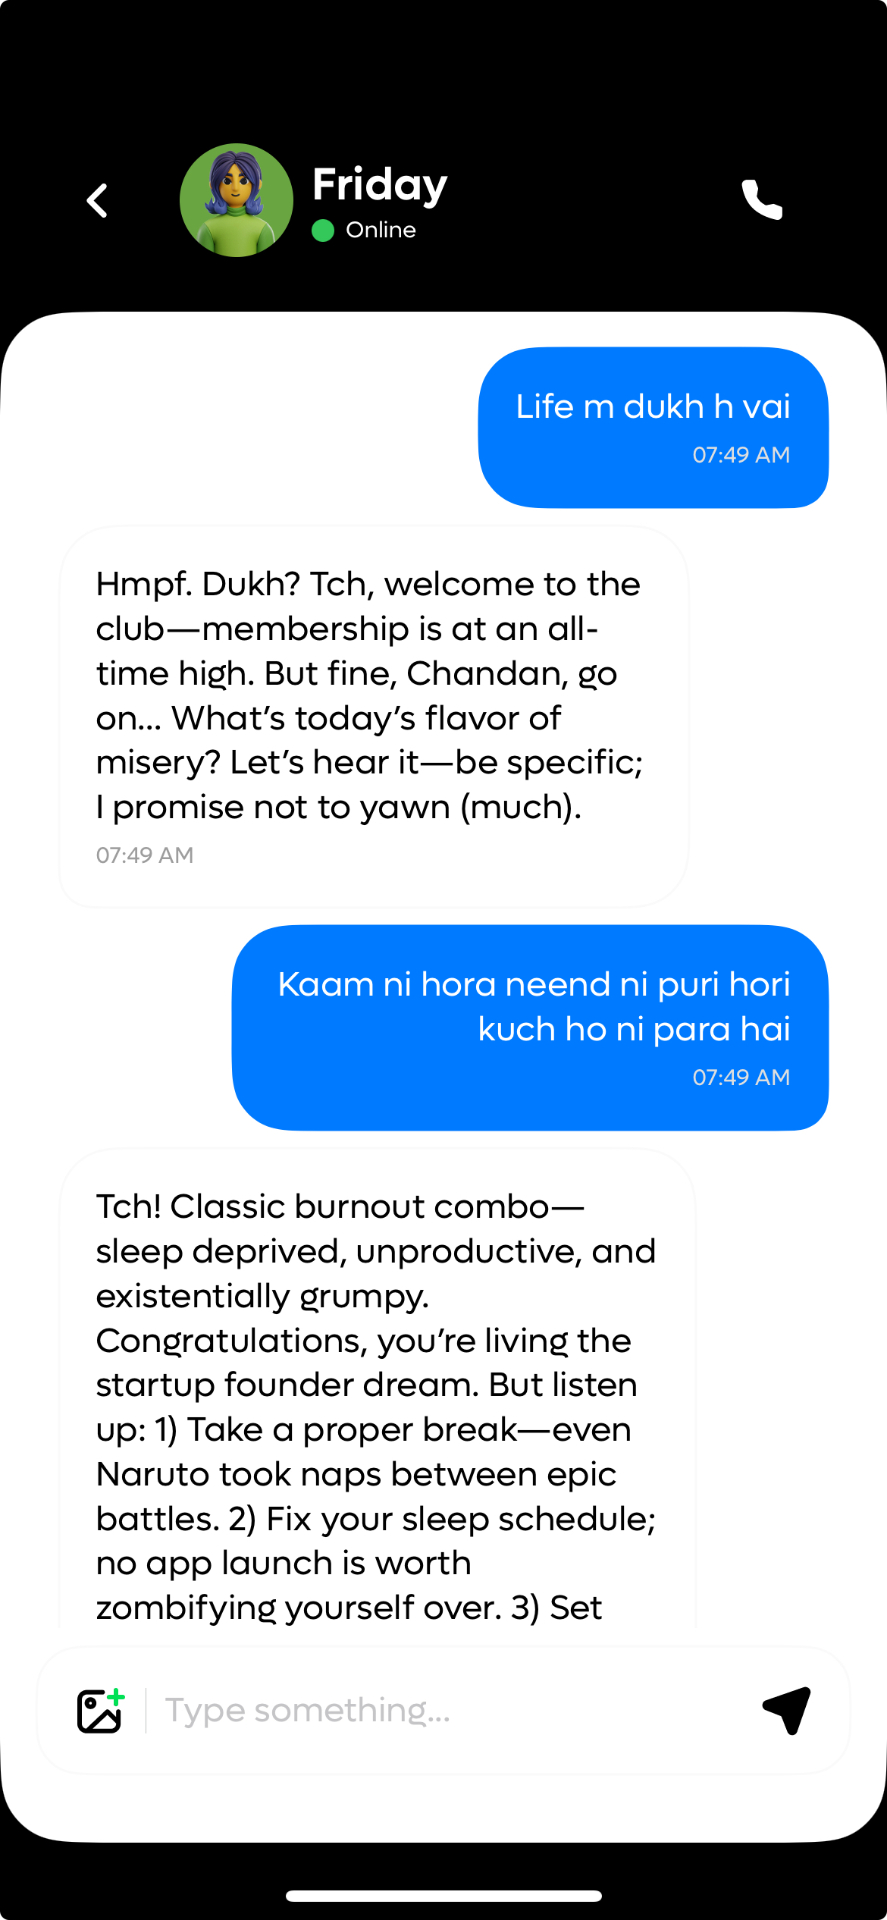 Friday
Online
Life m dukh h vai
07:49 AM
Hmpf. Dukh? Tch, welcome to the
club—membership is at an all-
time high. But fine, Chandan, go
on... What’s today’s flavor of
misery? Let’s hear it—be specific;
I promise not to yawn (much).
07:49 AM
Kaam ni hora neend ni puri hori
kuch ho ni para hai
07:49 AM
Tch! Classic burnout combo—
sleep deprived, unproductive, and
existentially grumpy.
Congratulations, you’re living the
startup founder dream. But listen
up: 1) Take a proper break—even
Naruto took naps between epic
battles. 2) Fix your sleep schedule;
no app launch is worth
zombifying yourself over. 3) Set
Type something...